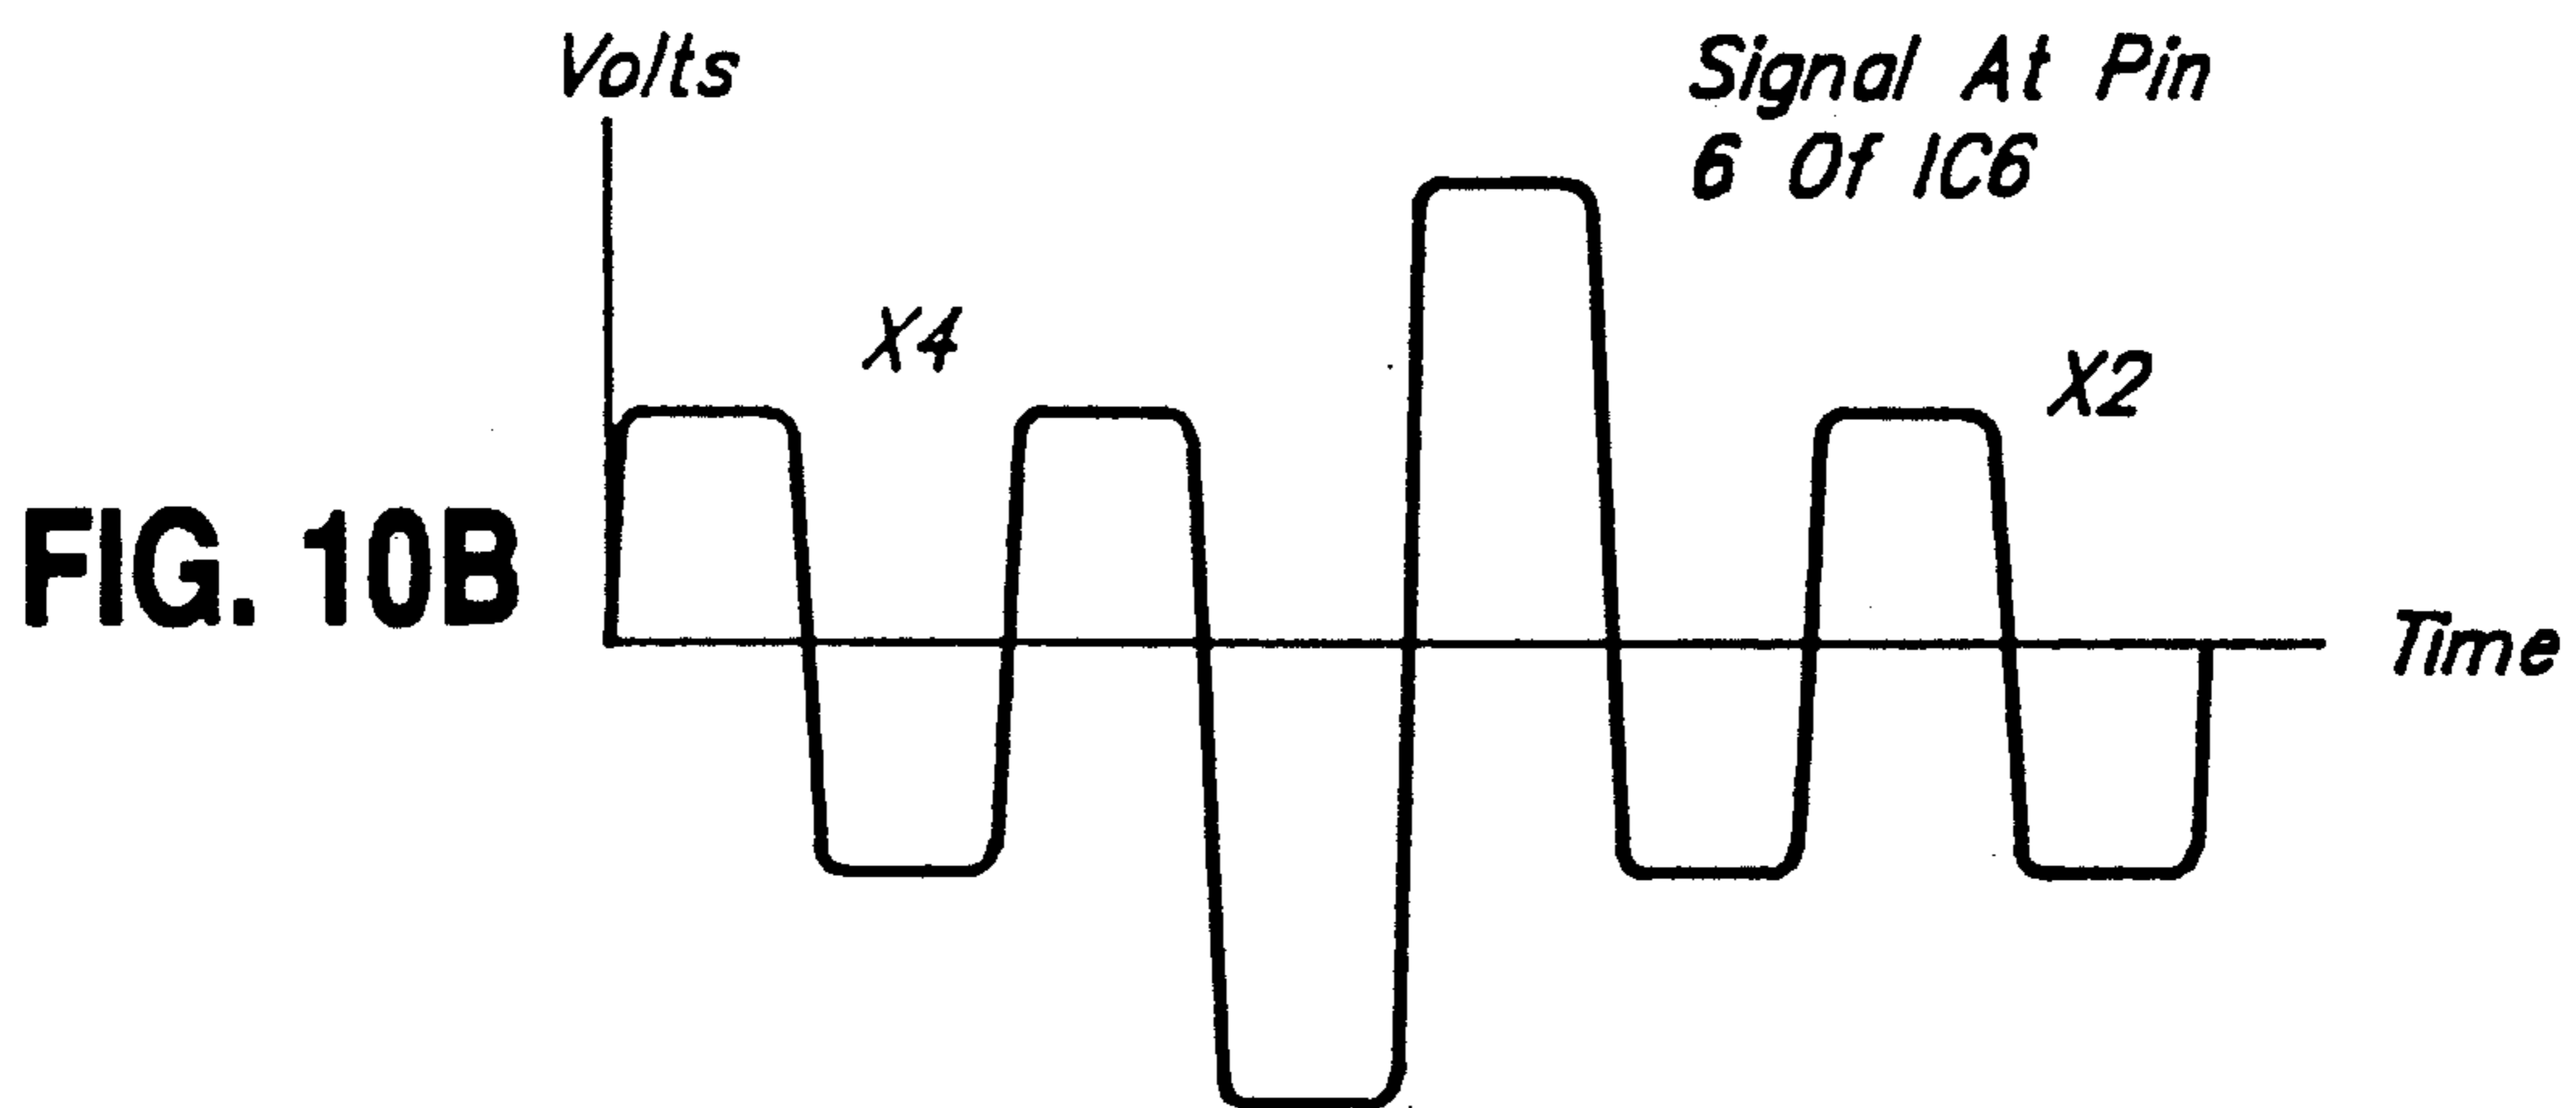 Volts
Signal At Pin
6 Of IC6
X4
X2
FIG. 10B
Time